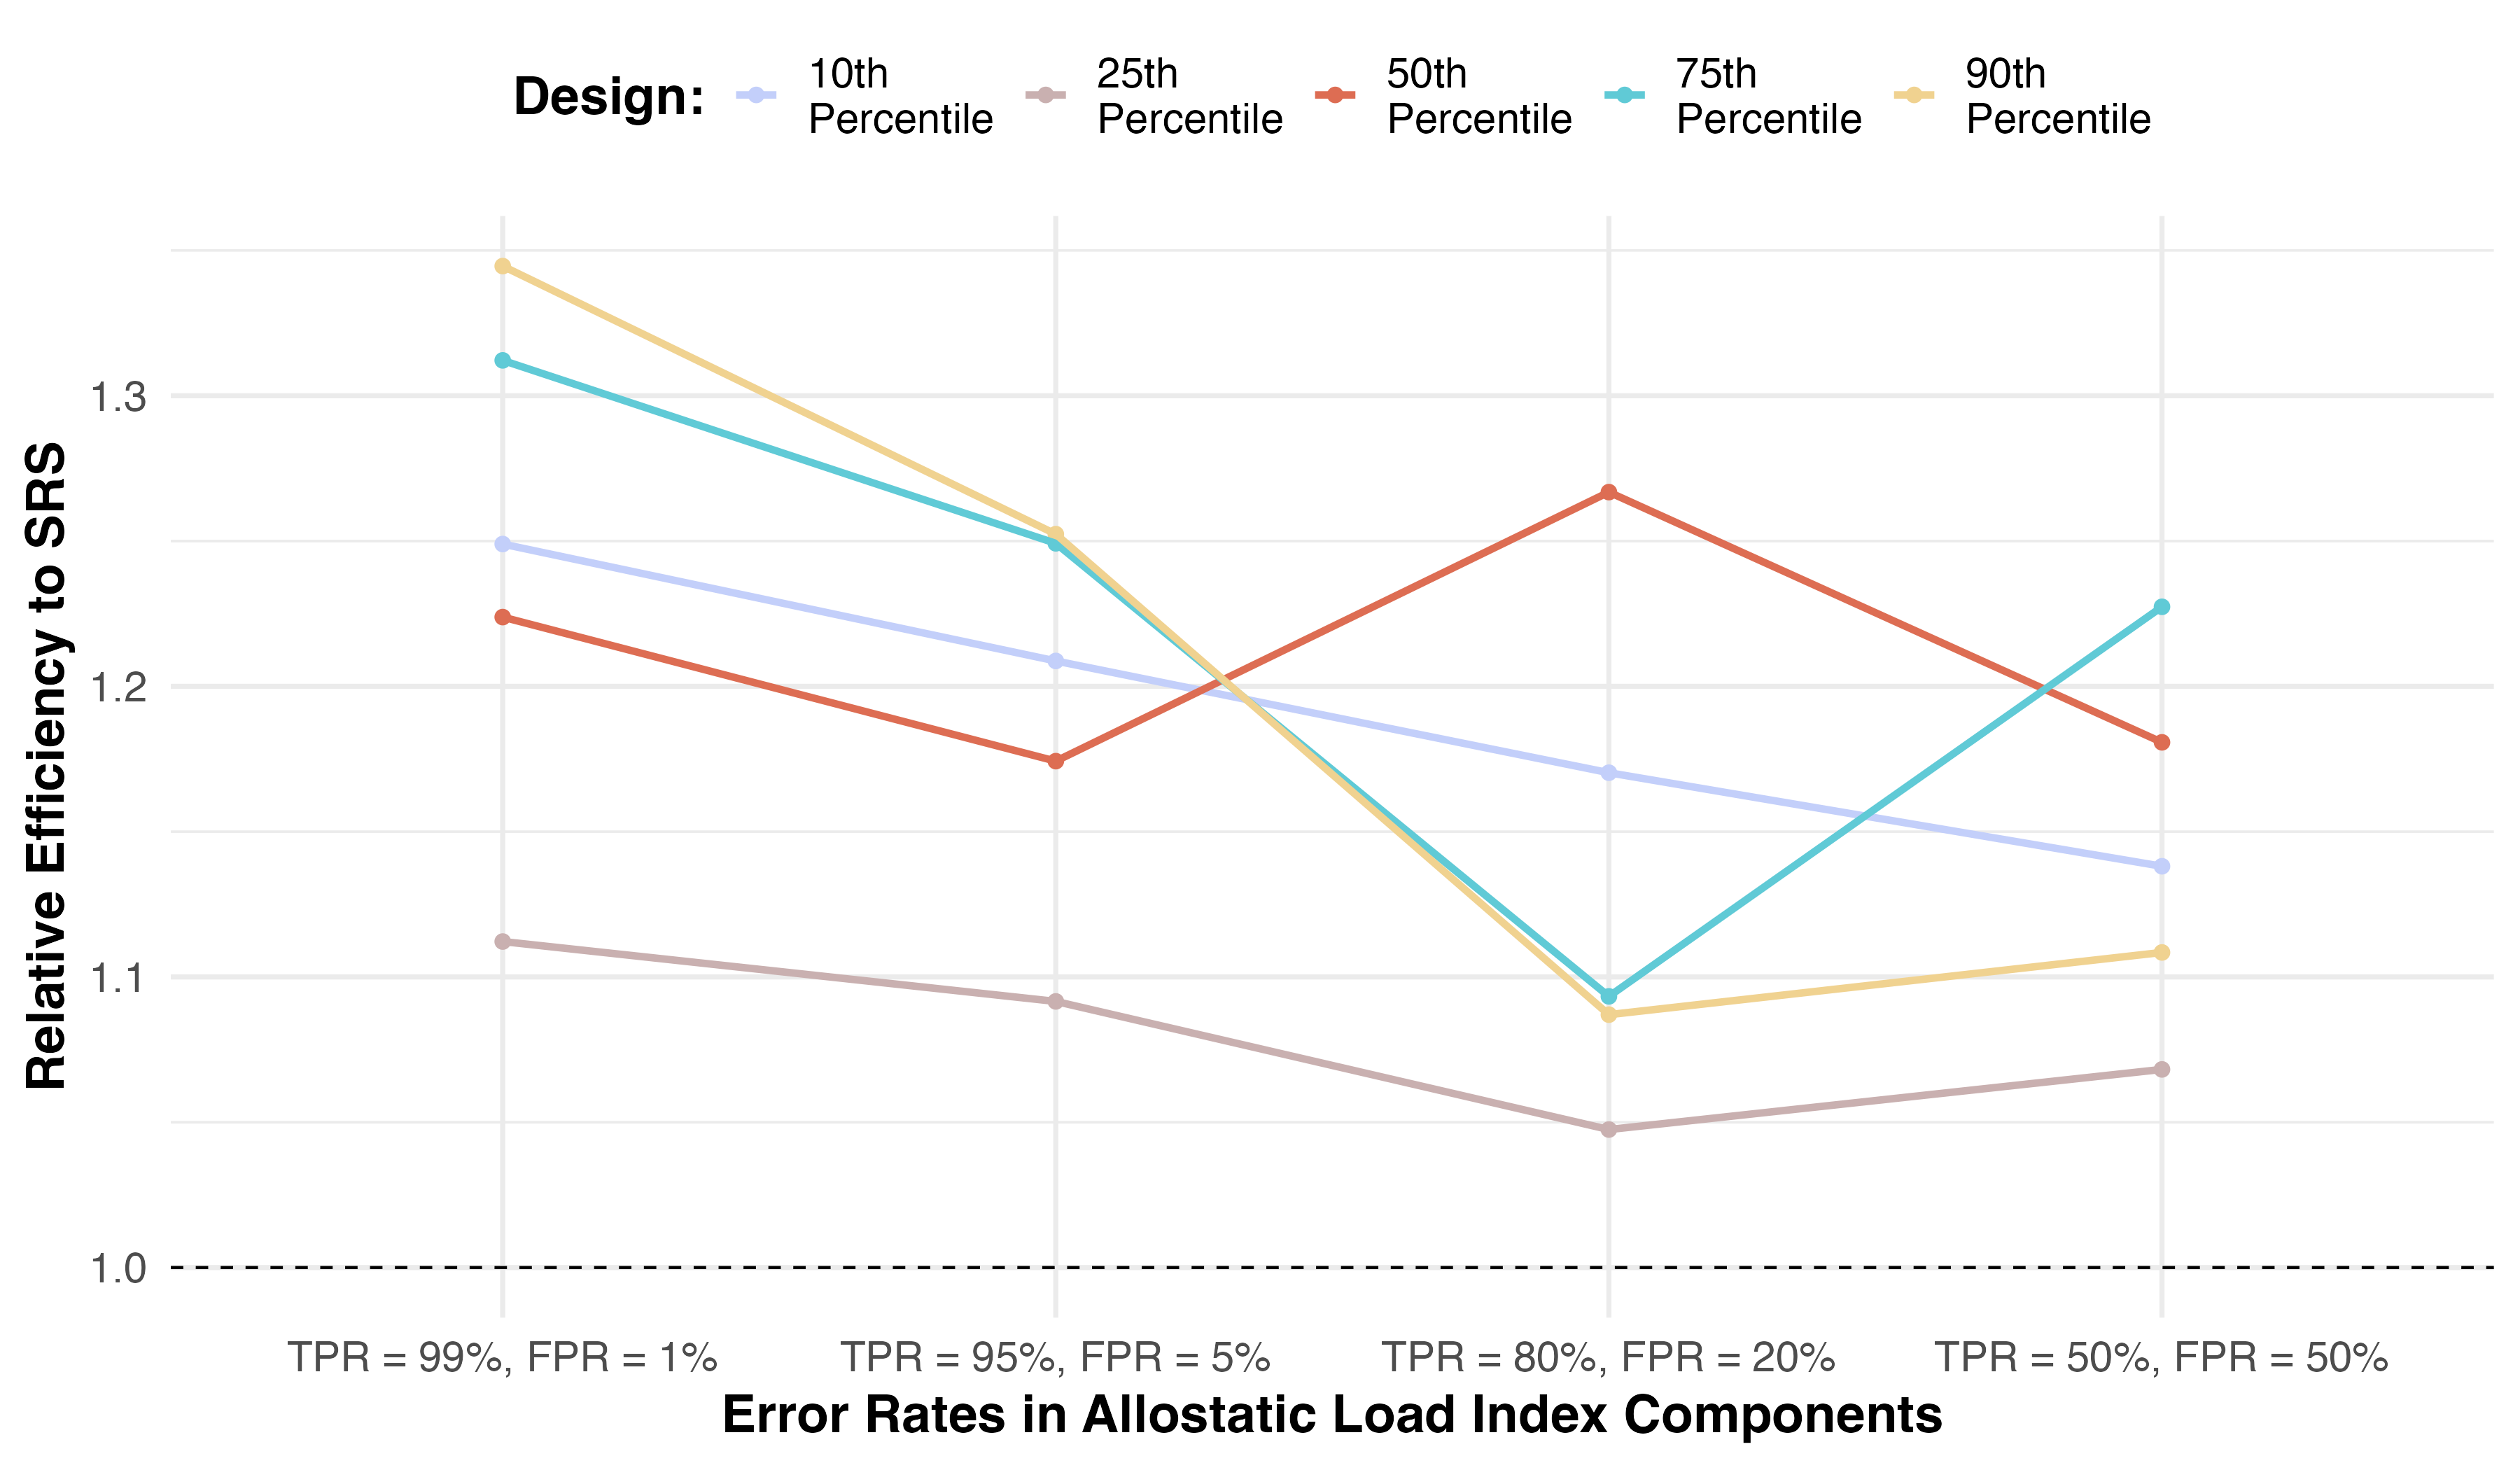 Design:
10th
Percentile
25th
Percentile
50th
Percentile
75th
Percentile
90th
Percentile
Relative Efficiency to SRS
1.3
1.2
1.1
1.0
TPR = 99%, FPR = 1%
TPR = 95%, FPR = 5%
TPR = 80%, FPR = 20%
TPR = 50%, FPR = 50%
Error Rates in Allostatic Load Index Components